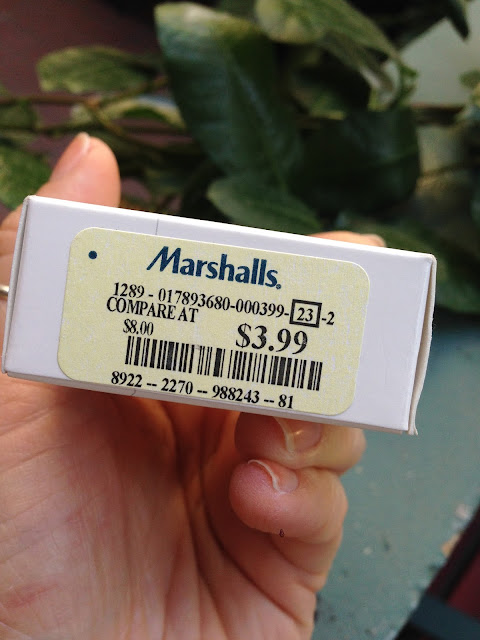 Marshalls.
1289 - 017893680-000399-23-2
COMPARE AT
$8.00 $3.99
8922 -- 2270 -- 988243 -- 81